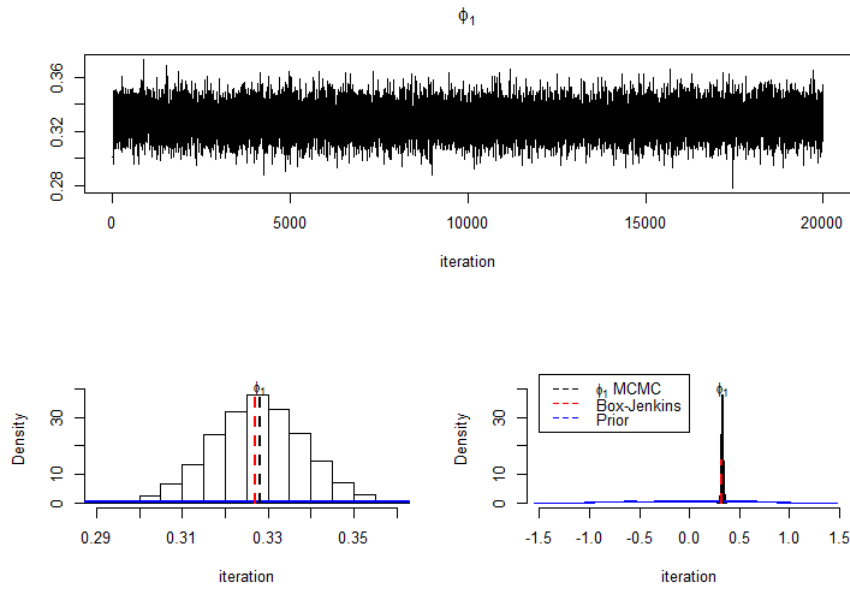 ϕ1
0.28 0.32 0.36
0 5000 10000 15000 20000
iteration
ϕ1
Density
0 10 30
0.29 0.31 0.33 0.35
iteration
ϕ1
ϕ1 MCMC
Box-Jenkins
Prior
Density
0 10 30
-1.5 -1.0 -0.5 0.0 0.5 1.0 1.5
iteration